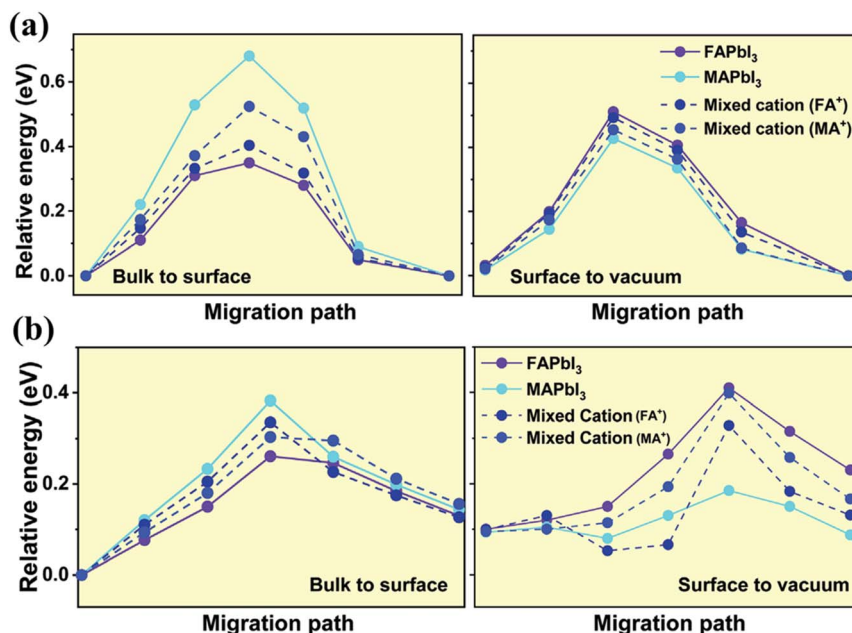 (a)
Relative energy (eV)
0.6
0.4
0.2
0.0
Bulk to surface
Migration path
FAPbI₃
MAPbI₃
Mixed cation (FA⁺)
Mixed cation (MA⁺)
Surface to vacuum
Migration path
(b)
Relative energy (eV)
0.4
0.2
0.0
Bulk to surface
Migration path
FAPbI₃
MAPbI₃
Mixed Cation (FA⁺)
Mixed Cation (MA⁺)
Surface to vacuum
Migration path